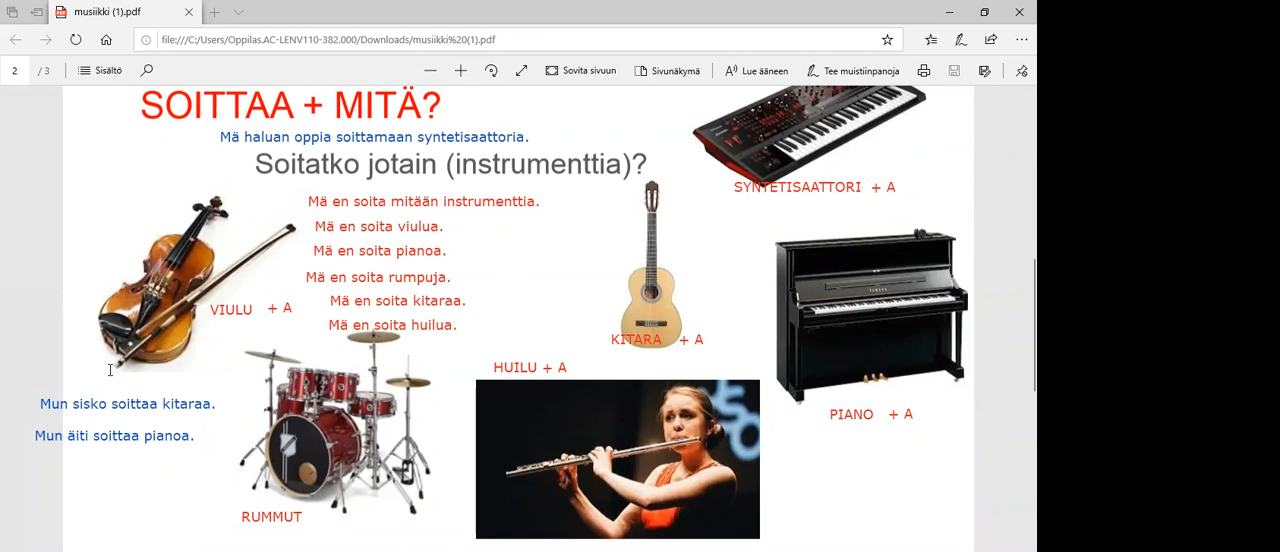 musiikki (1).pdf
file:///C:/Users/Oppilas.AC-LENV110-382.000/Downloads/musiikki%20(1).pdf
2 / 3 Sisältö Sovita sivuun Sivunäkymä Lue ääneen Tee muistiinpanoja
SOITTAA + MITÄ?
Mä haluan oppia soittamaan syntetisaattoria.
Soitatko jotain (instrumenttia)?
SYNTETISAATTORI + A
Mä en soita mitään instrumenttia.
Mä en soita viulua.
Mä en soita pianoa.
Mä en soita rumpuja.
Mä en soita kitaraa.
Mä en soita huilua.
VIULU + A
KITARA + A
HUILU + A
YAMAHA
PIANO + A
Mun sisko soittaa kitaraa.
Mun äiti soittaa pianoa.
RUMMUT